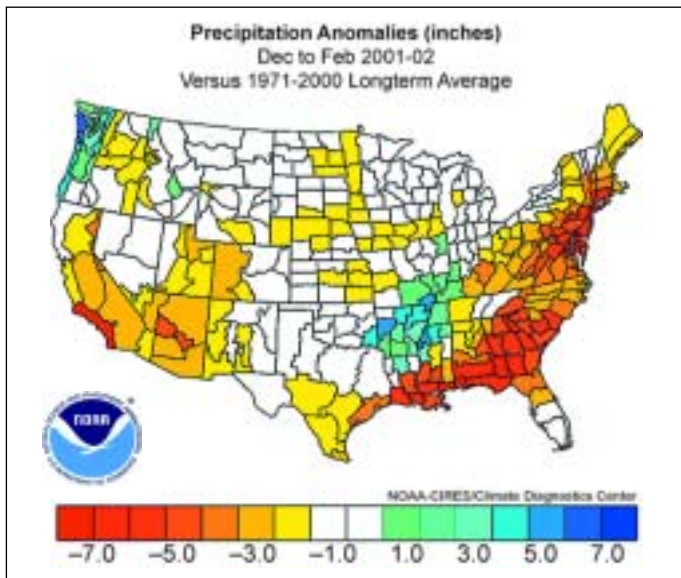 Precipitation Anomalies (inches)
Dec to Feb 2001-02
Versus 1971-2000 Longterm Average
NOAA
NOAA-CIRES/Climate Diagnostics Center
–7.0 –5.0 –3.0 –1.0 1.0 3.0 5.0 7.0